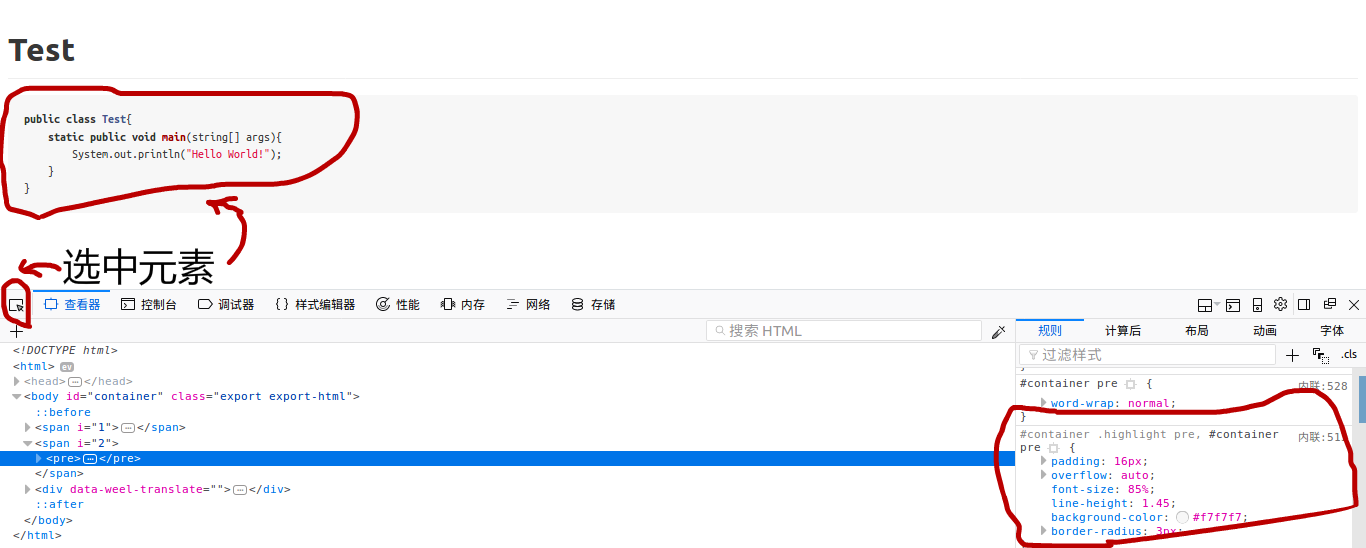 Test
public class Test{
static public void main(string[] args){
System.out.println("Hello World!");
}
}
选中元素
查看器 控制台 调试器 {} 样式编辑器 性能 内存 网络 存储
+ 搜索 HTML
规则 计算后 布局 动画 字体
过滤样式 + .cls
<!DOCTYPE html>
<html> ev
<head>…</head>
<body id="container" class="export export-html">
::before
<span i="1">…</span>
<span i="2">
<pre>…</pre>
</span>
<div data-weel-translate="">…</div>
::after
</body>
</html>
#container pre { 内联:528
word-wrap: normal;
}
#container .highlight pre, #container
pre {
padding: 16px;
overflow: auto;
font-size: 85%;
line-height: 1.45;
background-color: #f7f7f7;
border-radius: 3px;